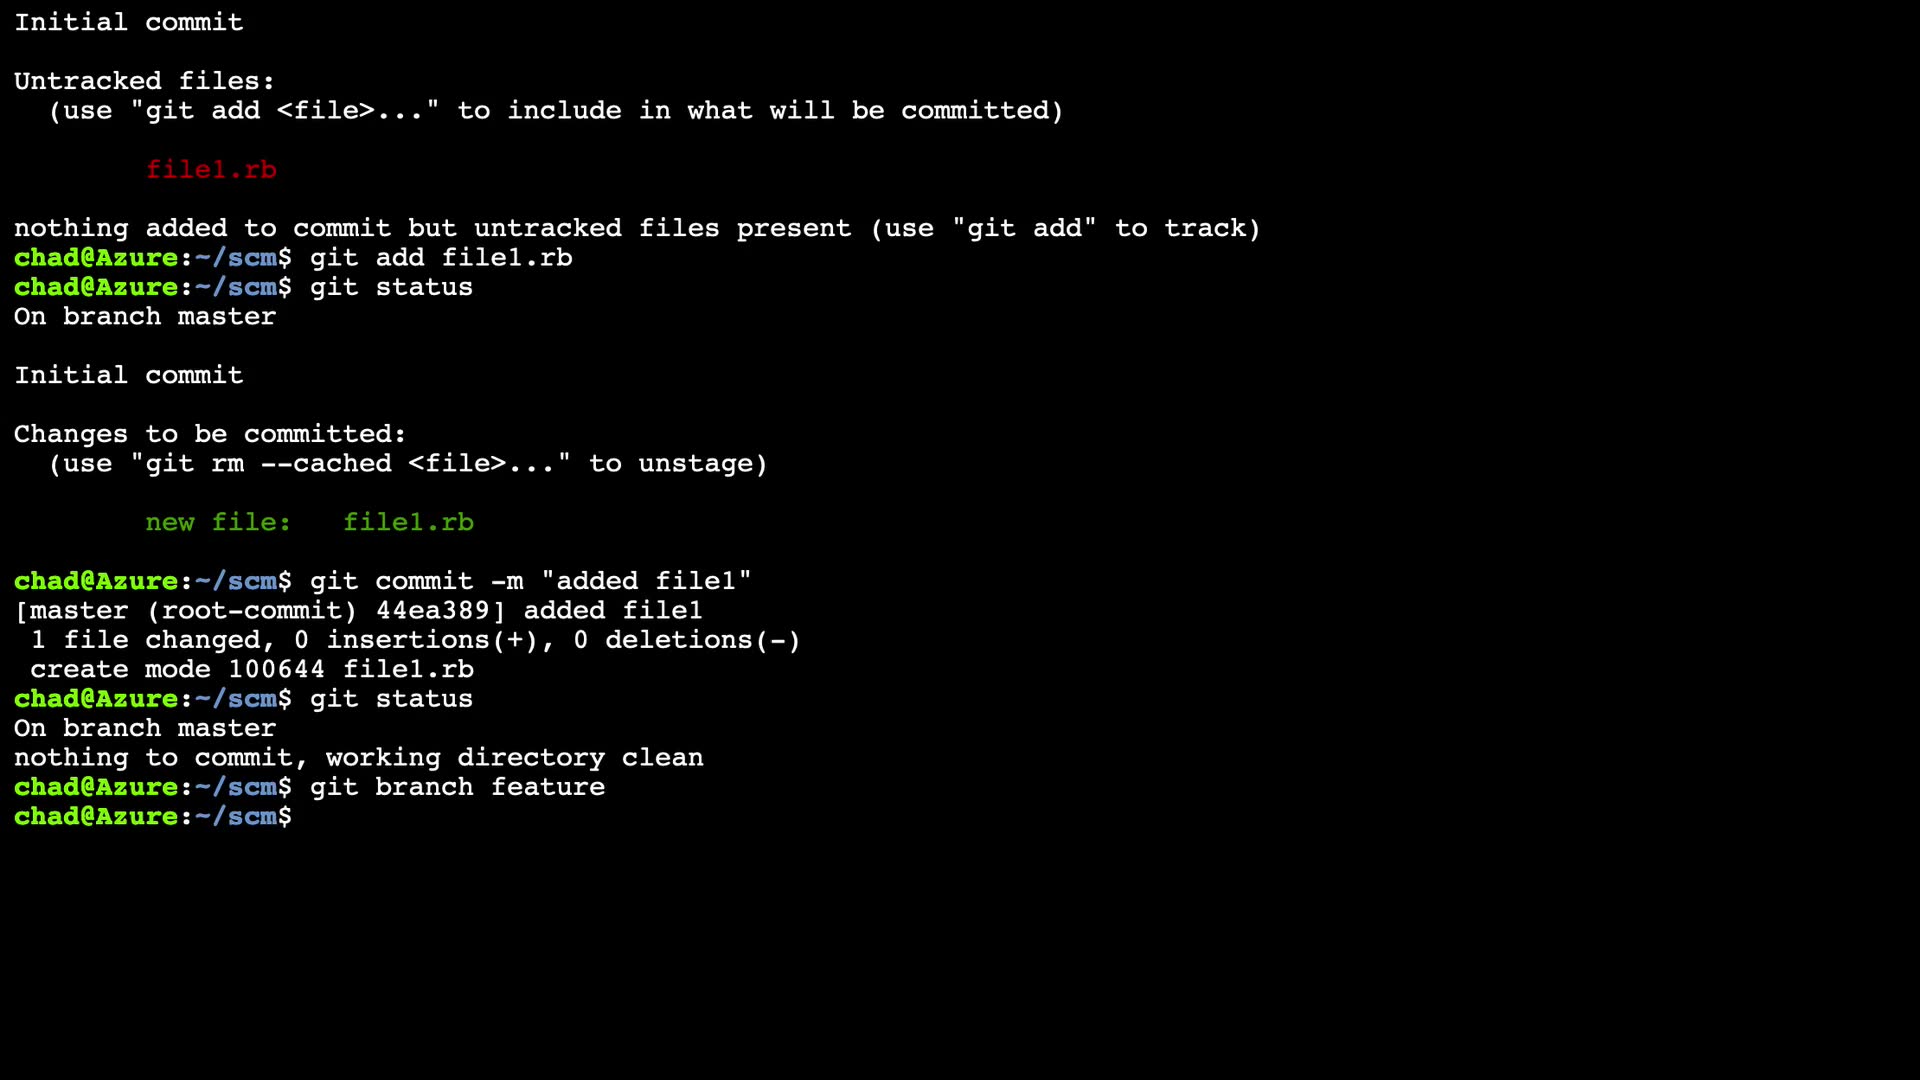 Initial commit
Untracked files:
(use "git add <file>..." to include in what will be committed)
file1.rb
nothing added to commit but untracked files present (use "git add" to track)
chad@Azure:~/scm$ git add file1.rb
chad@Azure:~/scm$ git status
On branch master
Initial commit
Changes to be committed:
(use "git rm --cached <file>..." to unstage)
new file:   file1.rb
chad@Azure:~/scm$ git commit -m "added file1"
[master (root-commit) 44ea389] added file1
1 file changed, 0 insertions(+), 0 deletions(-)
create mode 100644 file1.rb
chad@Azure:~/scm$ git status
On branch master
nothing to commit, working directory clean
chad@Azure:~/scm$ git branch feature
chad@Azure:~/scm$